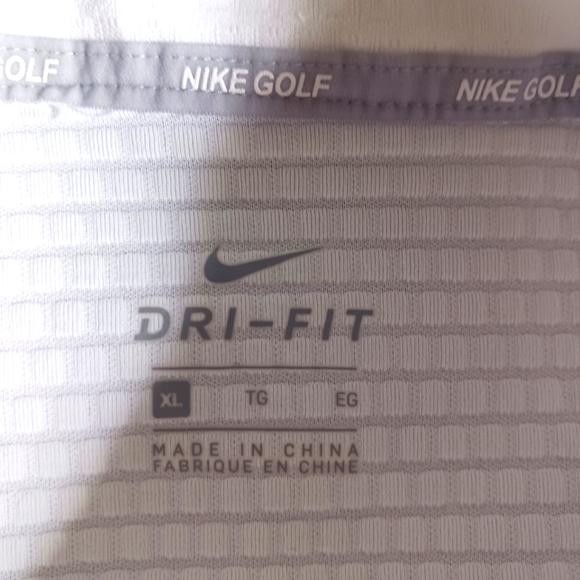 GOLF NIKE GOLF NIKE GOLF
DRI-FIT
XL TG EG
MADE IN CHINA
FABRIQUE EN CHINE